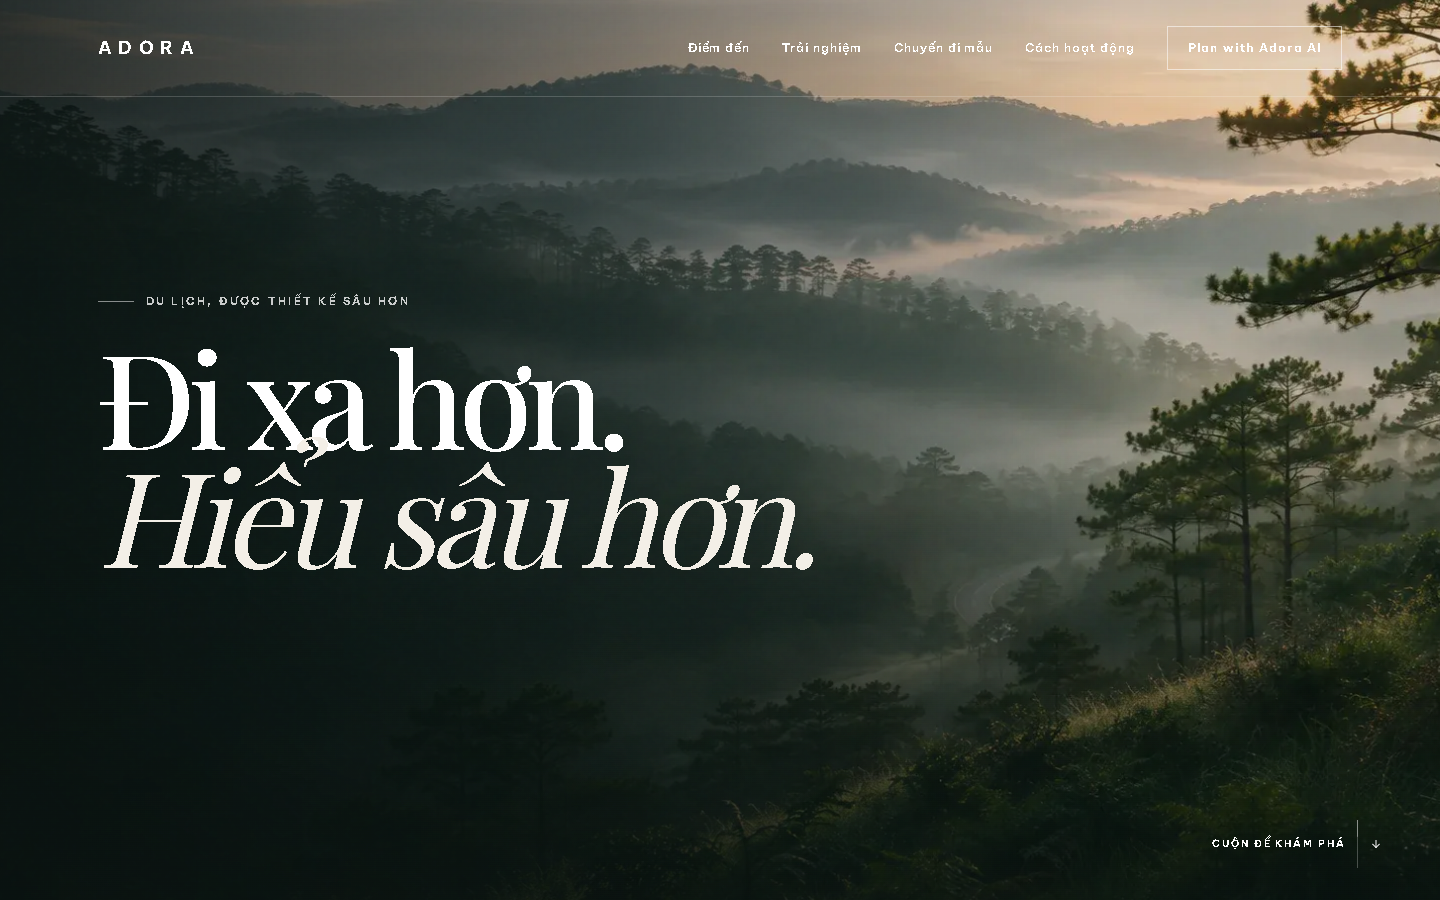 ADORA
Điểm đến
Trải nghiệm
Chuyến đi mẫu
Cách hoạt động
Plan with Adora AI
DU LỊCH, ĐƯỢC THIẾT KẾ SÂU HƠN
Đi xa hơn.
Hiểu sâu hơn.
CUỘN ĐỂ KHÁM PHÁ